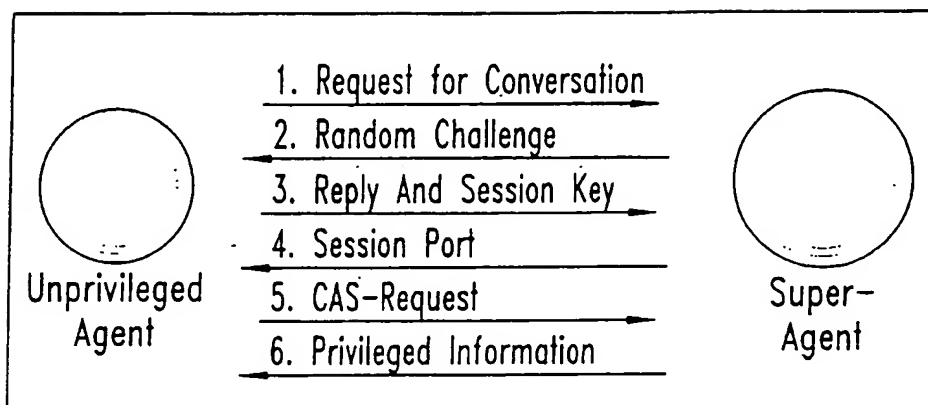 1. Request for Conversation
2. Random Challenge
3. Reply And Session Key
4. Session Port
Unprivileged
Agent
5. CAS-Request
6. Privileged Information
Super-
Agent